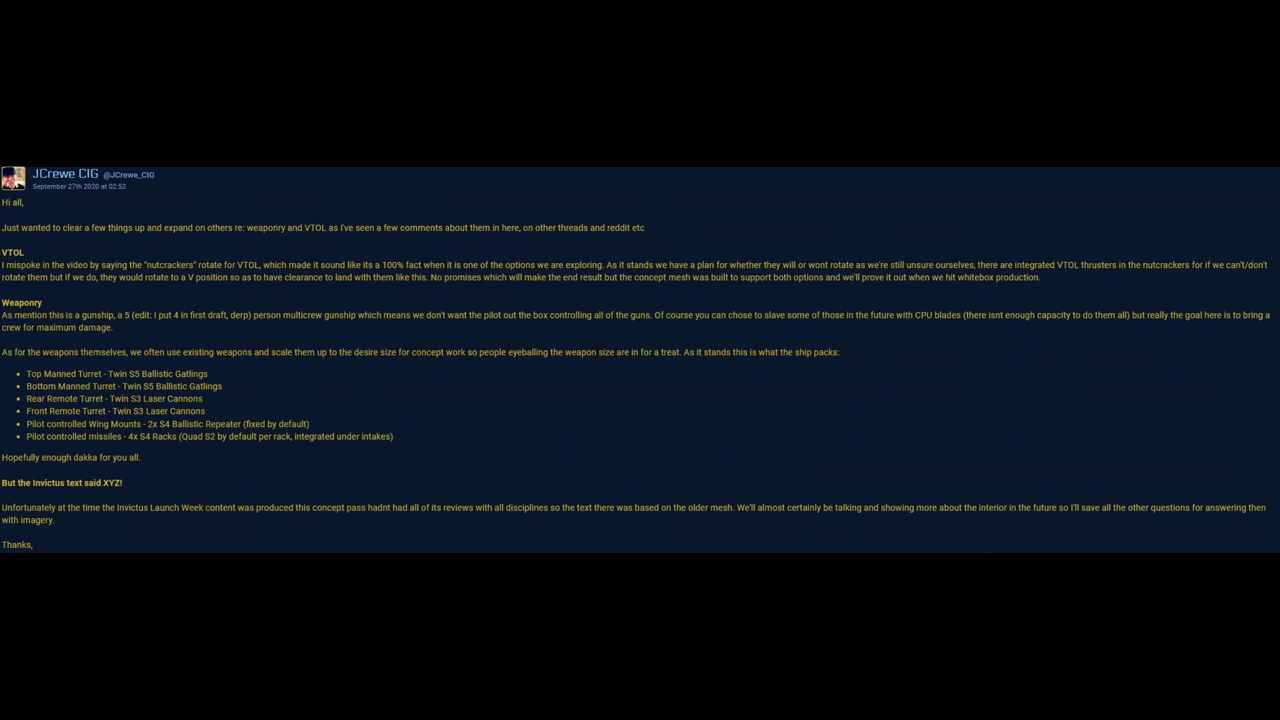 JCrewe CIG @JCrewe_CIG
September 27th 2020 at 02:52
Hi all,
Just wanted to clear a few things up and expand on others re: weaponry and VTOL as I've seen a few comments about them in here, on other threads and reddit etc
VTOL
I mispoke in the video by saying the "nutcrackers" rotate for VTOL, which made it sound like its a 100% fact when it is one of the options we are exploring. As it stands we have a plan for whether they will or wont rotate as we're still unsure ourselves, there are integrated VTOL thrusters in the nutcrackers for if we can't/don't
rotate them but if we do, they would rotate to a V position so as to have clearance to land with them like this. No promises which will make the end result but the concept mesh was built to support both options and we'll prove it out when we hit whitebox production.
Weaponry
As mention this is a gunship, a 5 (edit: I put 4 in first draft, derp) person multicrew gunship which means we don't want the pilot out the box controlling all of the guns. Of course you can chose to slave some of those in the future with CPU blades (there isnt enough capacity to do them all) but really the goal here is to bring a
crew for maximum damage.
As for the weapons themselves, we often use existing weapons and scale them up to the desire size for concept work so people eyeballing the weapon size are in for a treat. As it stands this is what the ship packs:
• Top Manned Turret - Twin S5 Ballistic Gatlings
• Bottom Manned Turret - Twin S5 Ballistic Gatlings
• Rear Remote Turret - Twin S3 Laser Cannons
• Front Remote Turret - Twin S3 Laser Cannons
• Pilot controlled Wing Mounts - 2x S4 Ballistic Repeater (fixed by default)
• Pilot controlled missiles - 4x S4 Racks (Quad S2 by default per rack, integrated under intakes)
Hopefully enough dakka for you all.
But the Invictus text said XYZ!
Unfortunately at the time the Invictus Launch Week content was produced this concept pass hadnt had all of its reviews with all disciplines so the text there was based on the older mesh. We'll almost certainly be talking and showing more about the interior in the future so I'll save all the other questions for answering then
with imagery.
Thanks,